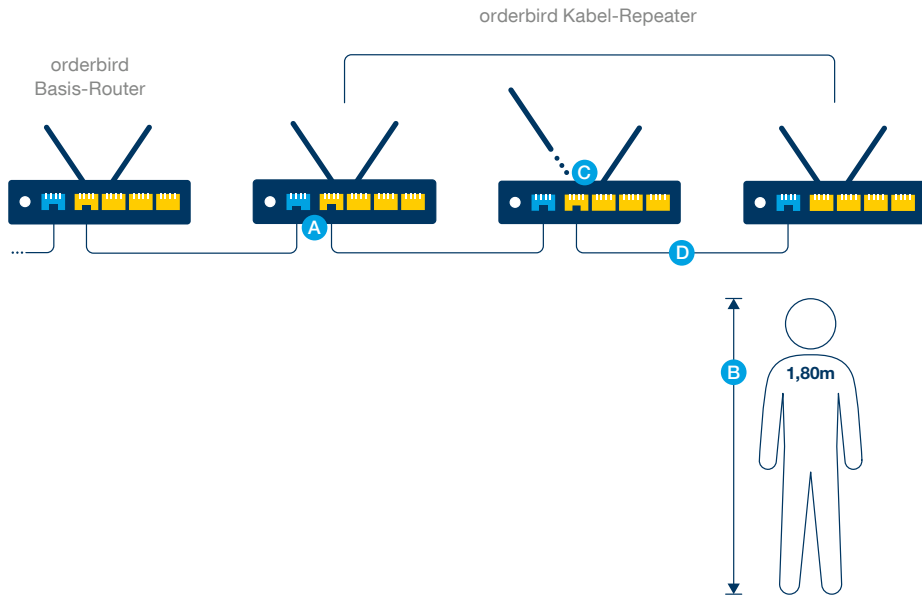 orderbird Kabel-Repeater
orderbird
Basis-Router
C
A
D
B
1,80m